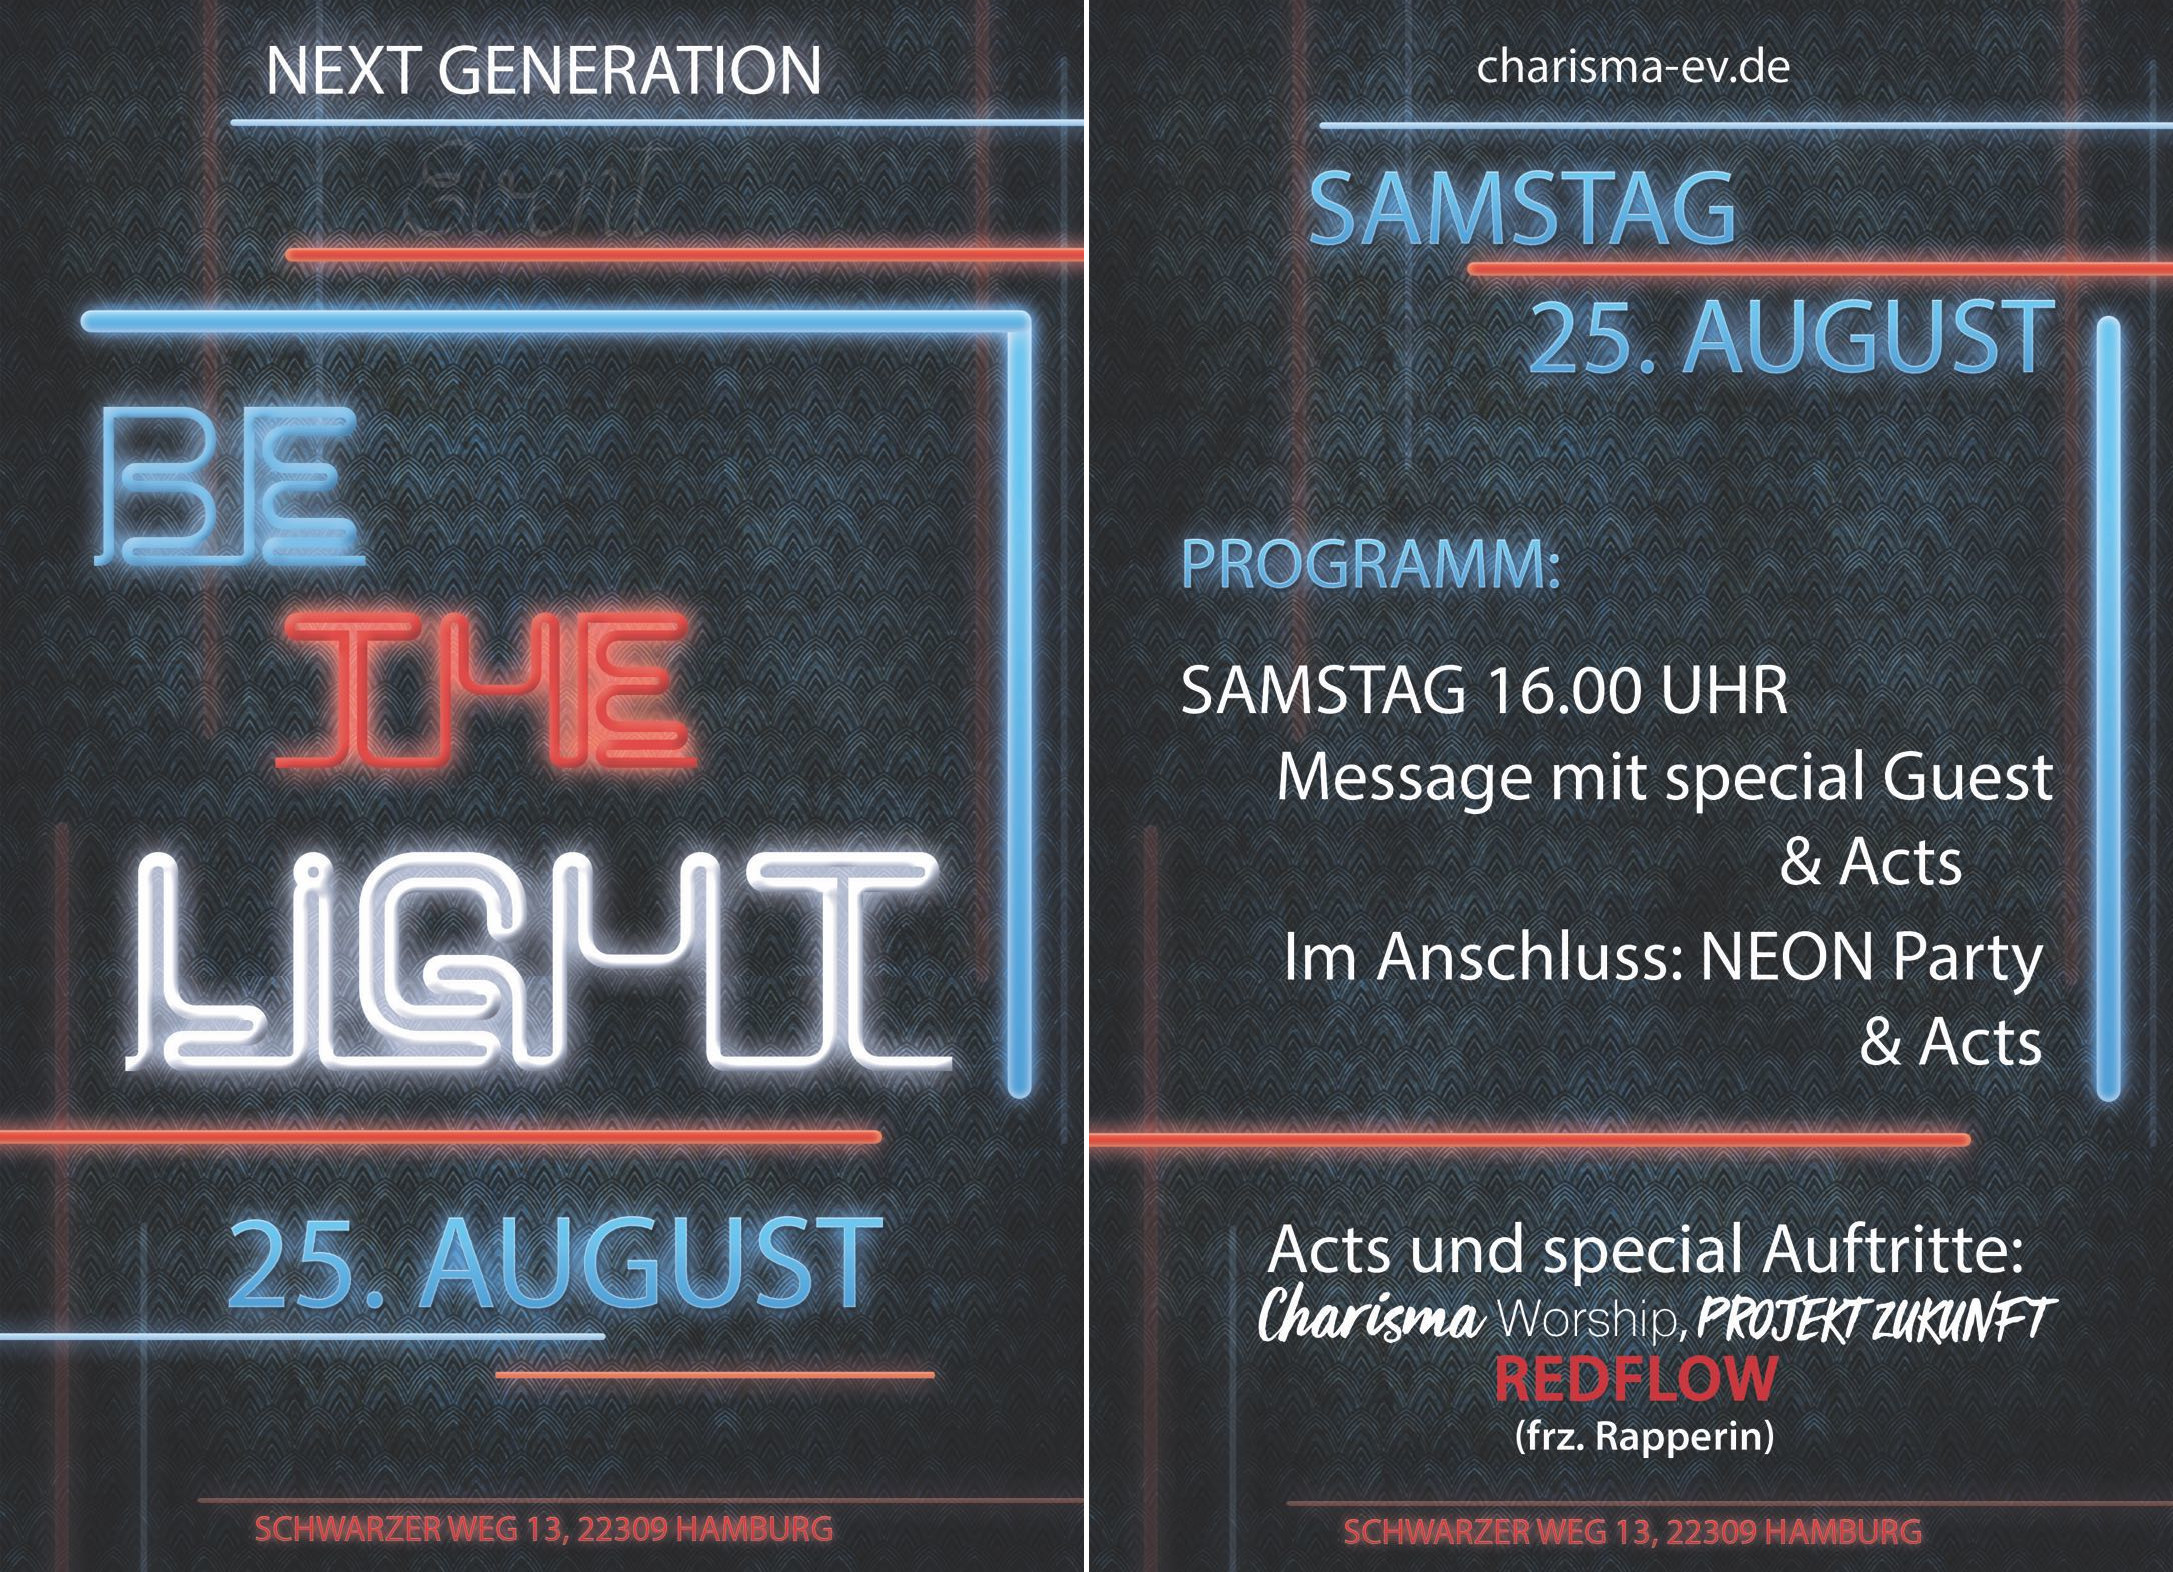 NEXT GENERATION
Event
BE
THE
LIGHT
25. AUGUST
SCHWARZER WEG 13, 22309 HAMBURG
charisma-ev.de
SAMSTAG
25. AUGUST
PROGRAMM:
SAMSTAG 16.00 UHR
Message mit special Guest
& Acts
Im Anschluss: NEON Party
& Acts
Acts und special Auftritte:
Charisma Worship, PROJEKT ZUKUNFT
REDFLOW
(frz. Rapperin)
SCHWARZER WEG 13, 22309 HAMBURG